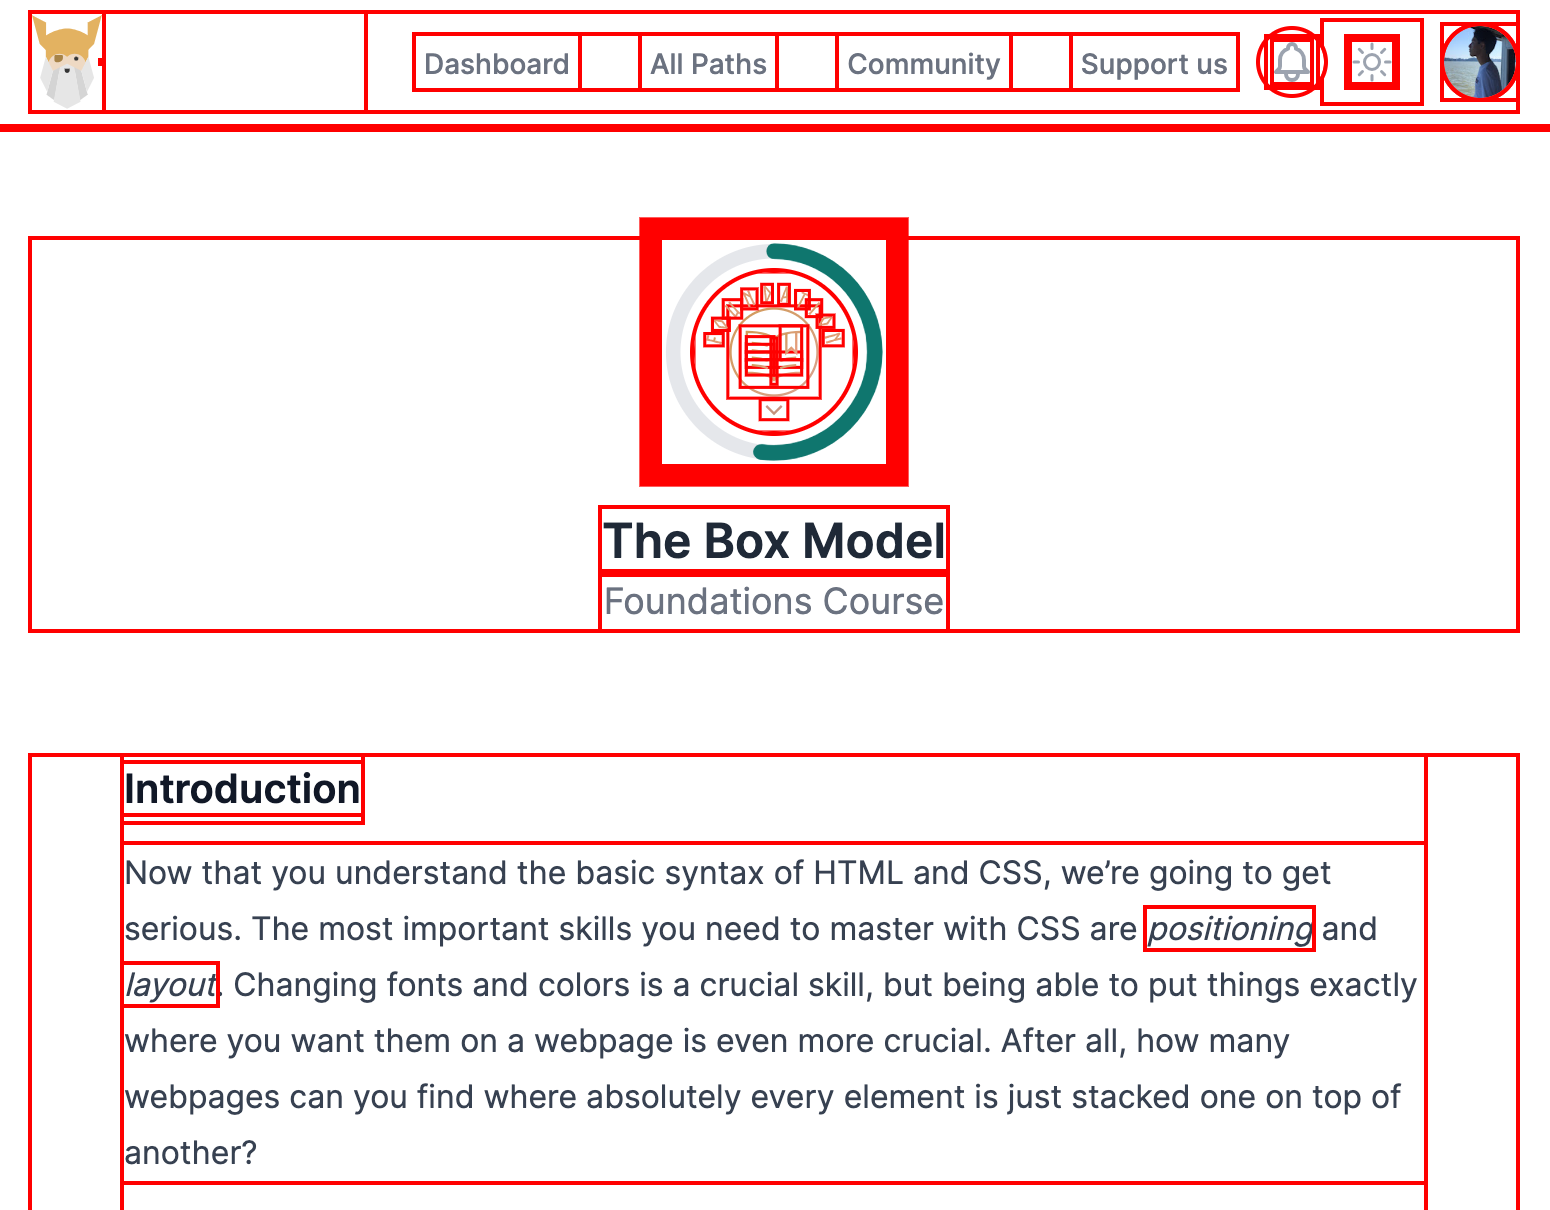 Dashboard All Paths Community Support us
The Box Model
Foundations Course
Introduction
Now that you understand the basic syntax of HTML and CSS, we’re going to get
serious. The most important skills you need to master with CSS are positioning and
layout. Changing fonts and colors is a crucial skill, but being able to put things exactly
where you want them on a webpage is even more crucial. After all, how many
webpages can you find where absolutely every element is just stacked one on top of
another?